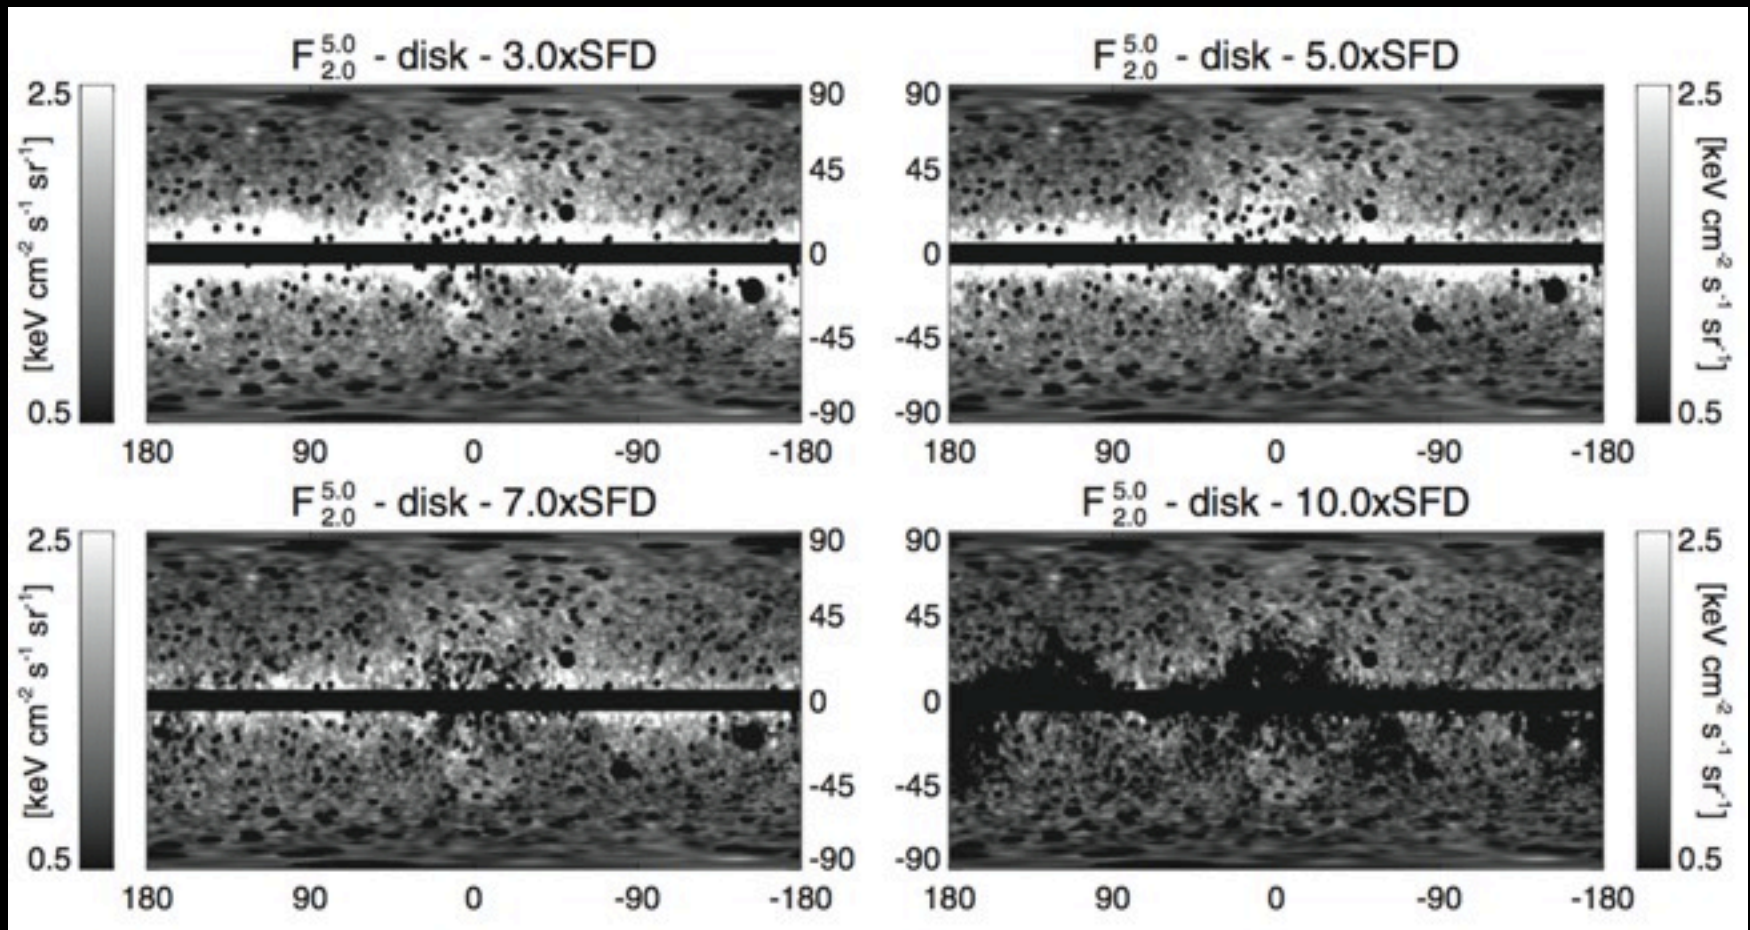 F 5.0 2.0 - disk - 3.0xSFD
F 5.0 2.0 - disk - 5.0xSFD
2.5
[keV cm-2 s-1 sr-1]
0.5
90
45
0
-45
-90
180 90 0 -90 -180
90
45
0
-45
-90
180 90 0 -90 -180
2.5
[keV cm-2 s-1 sr-1]
0.5
F 5.0 2.0 - disk - 7.0xSFD
F 5.0 2.0 - disk - 10.0xSFD
2.5
[keV cm-2 s-1 sr-1]
0.5
90
45
0
-45
-90
180 90 0 -90 -180
90
45
0
-45
-90
180 90 0 -90 -180
2.5
[keV cm-2 s-1 sr-1]
0.5